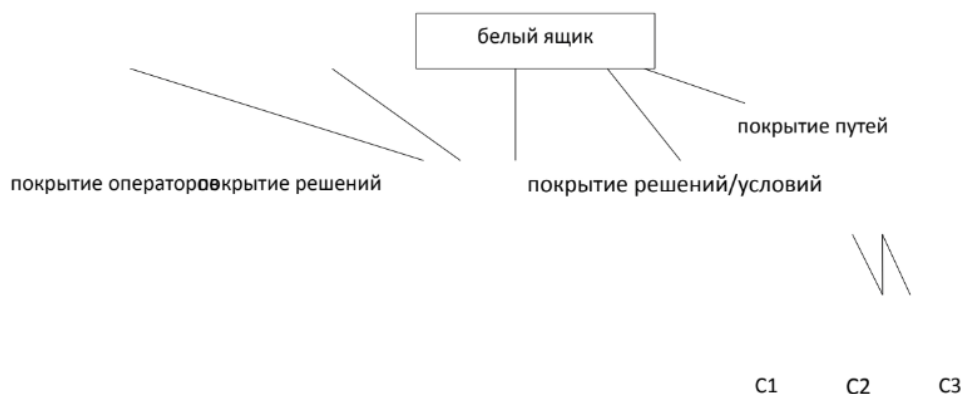 белый ящик
покрытие путей
покрытие операторов покрытие решений
покрытие решений/условий
C1
C2
C3